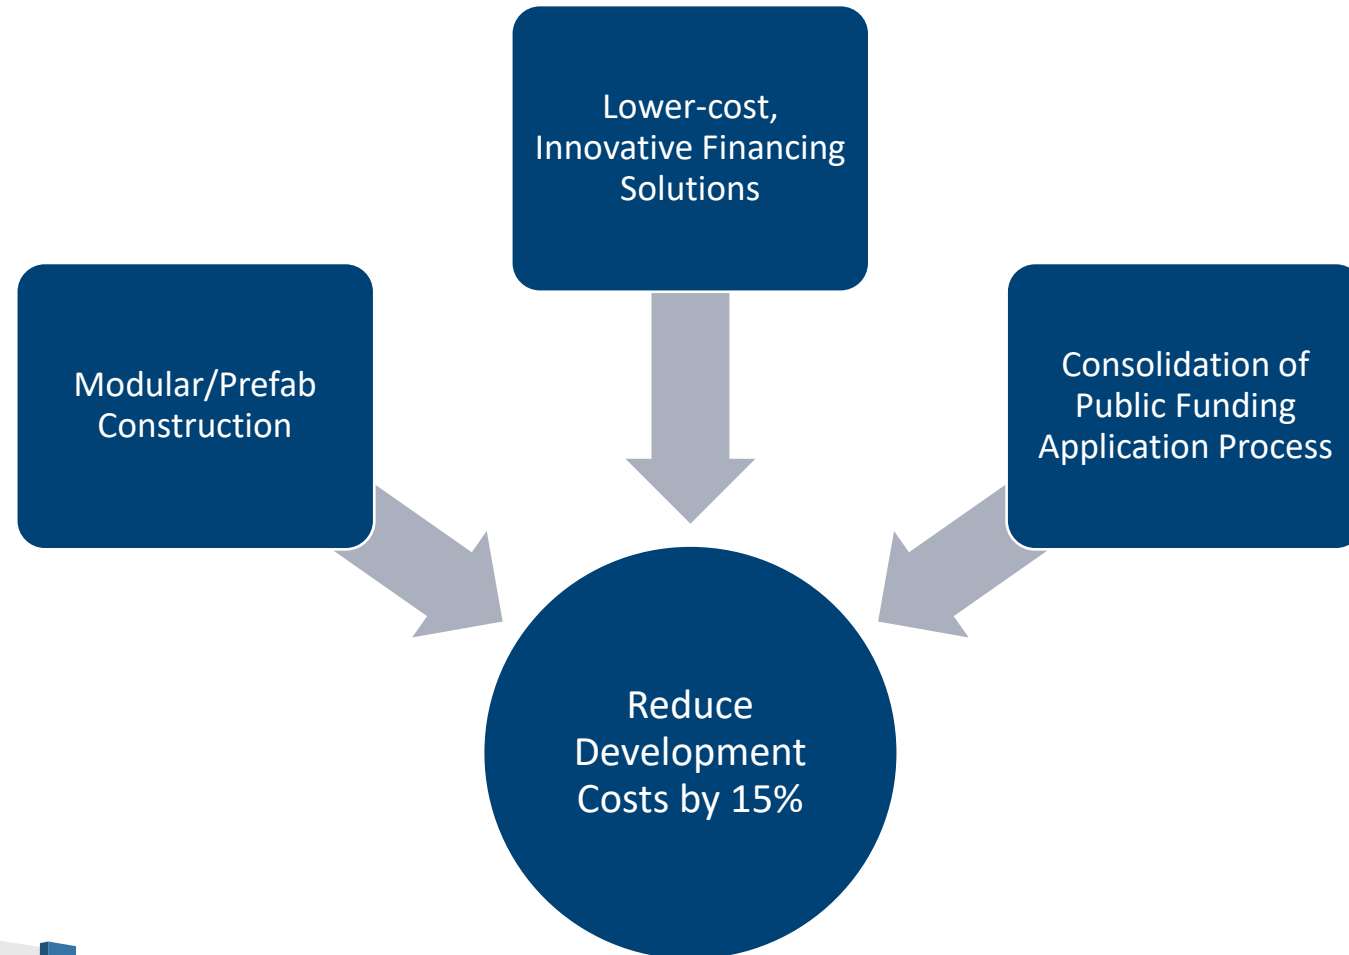 Lower-cost,
Innovative Financing
Solutions
Modular/Prefab
Construction
Consolidation of
Public Funding
Application Process
Reduce
Development
Costs by 15%